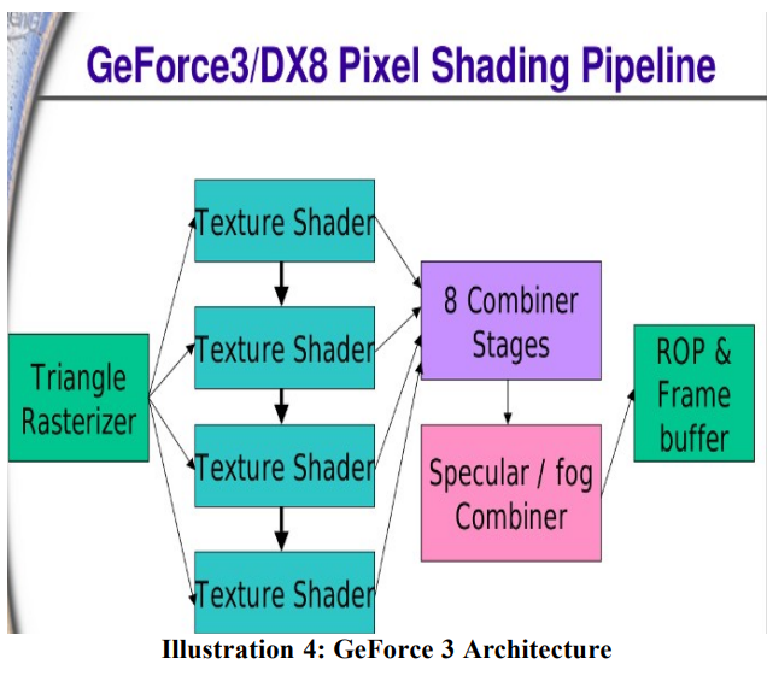 GeForce3/DX8 Pixel Shading Pipeline
Texture Shader
Texture Shader
Texture Shader
Texture Shader
Triangle
Rasterizer
8 Combiner
Stages
Specular / fog
Combiner
ROP &
Frame
buffer
Illustration 4: GeForce 3 Architecture